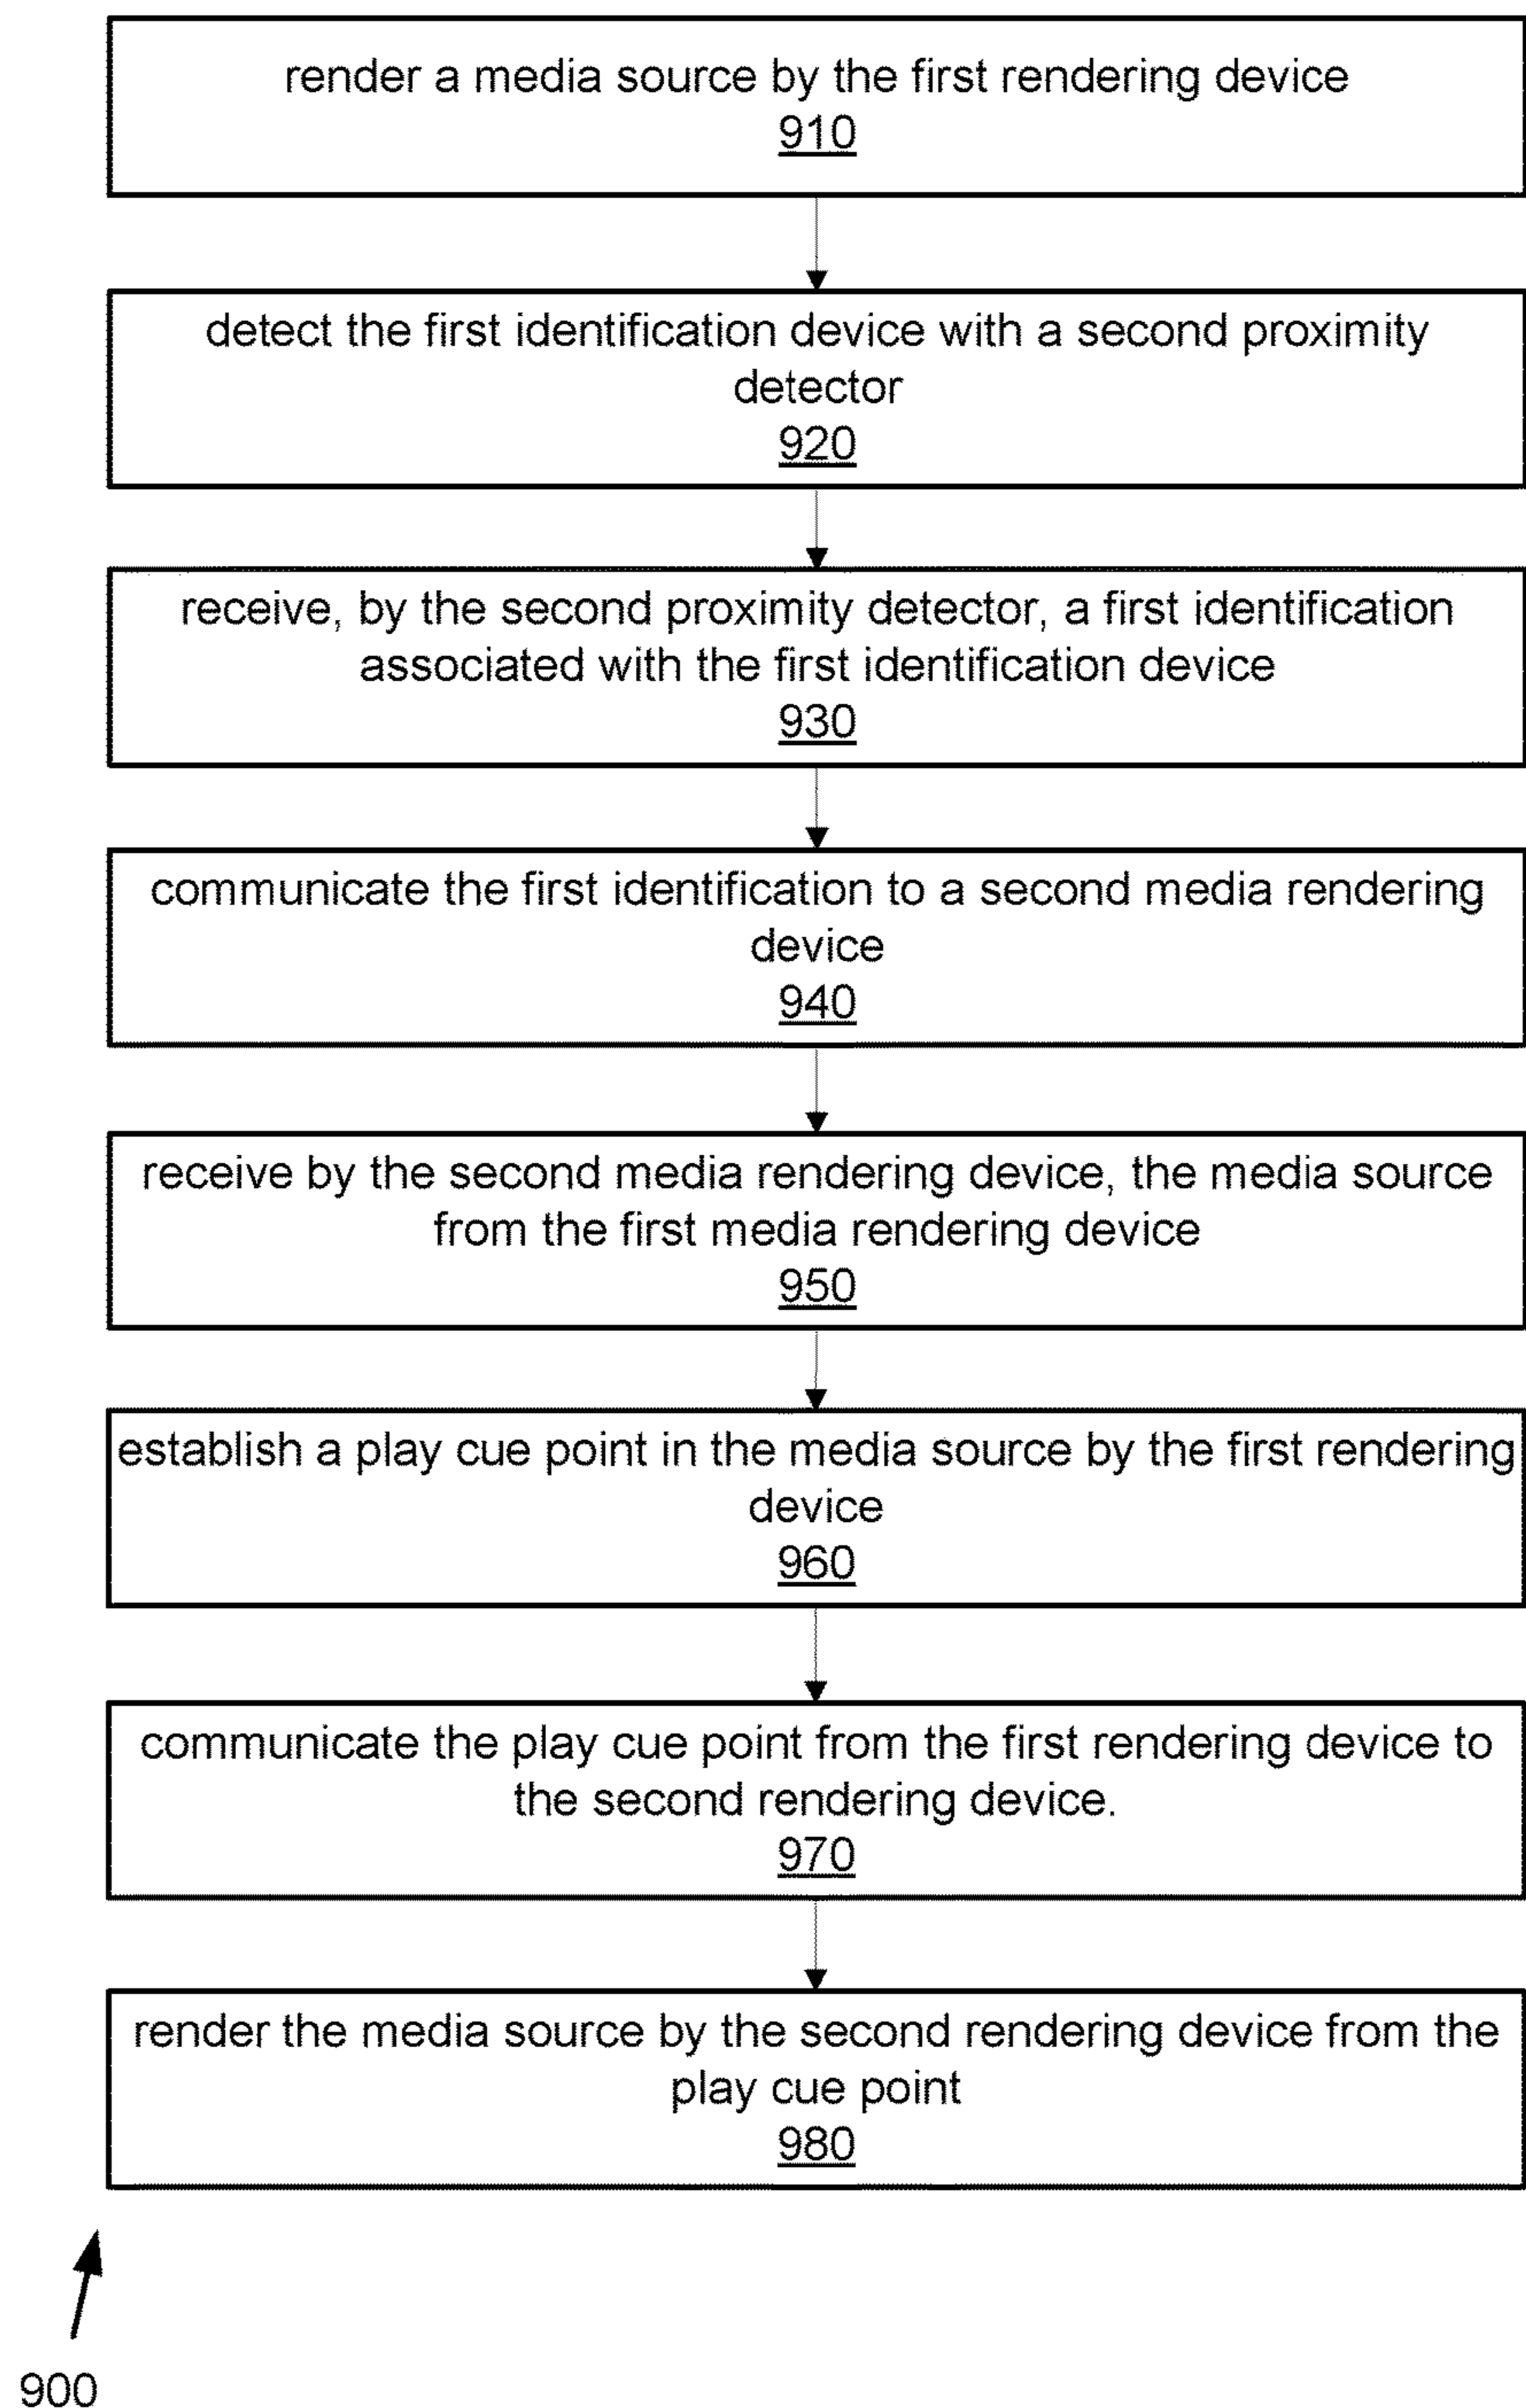 render a media source by the first rendering device
910
detect the first identification device with a second proximity
detector
920
receive, by the second proximity detector, a first identification
associated with the first identification device
930
communicate the first identification to a second media rendering
device
940
receive by the second media rendering device, the media source
from the first media rendering device
950
establish a play cue point in the media source by the first rendering
device
960
communicate the play cue point from the first rendering device to
the second rendering device.
970
render the media source by the second rendering device from the
play cue point
980
900